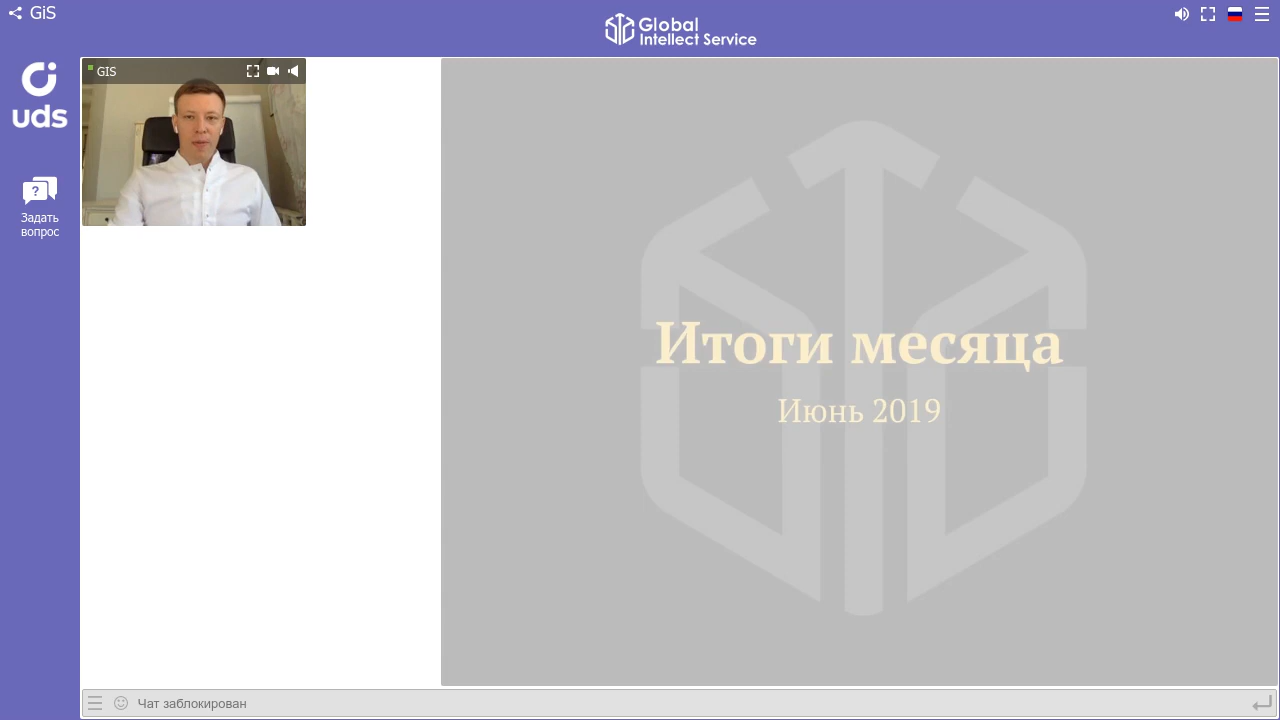 GiS
Global
Intellect Service
uds
Задать
вопрос
GIS
Итоги месяца
Июнь 2019
Чат заблокирован